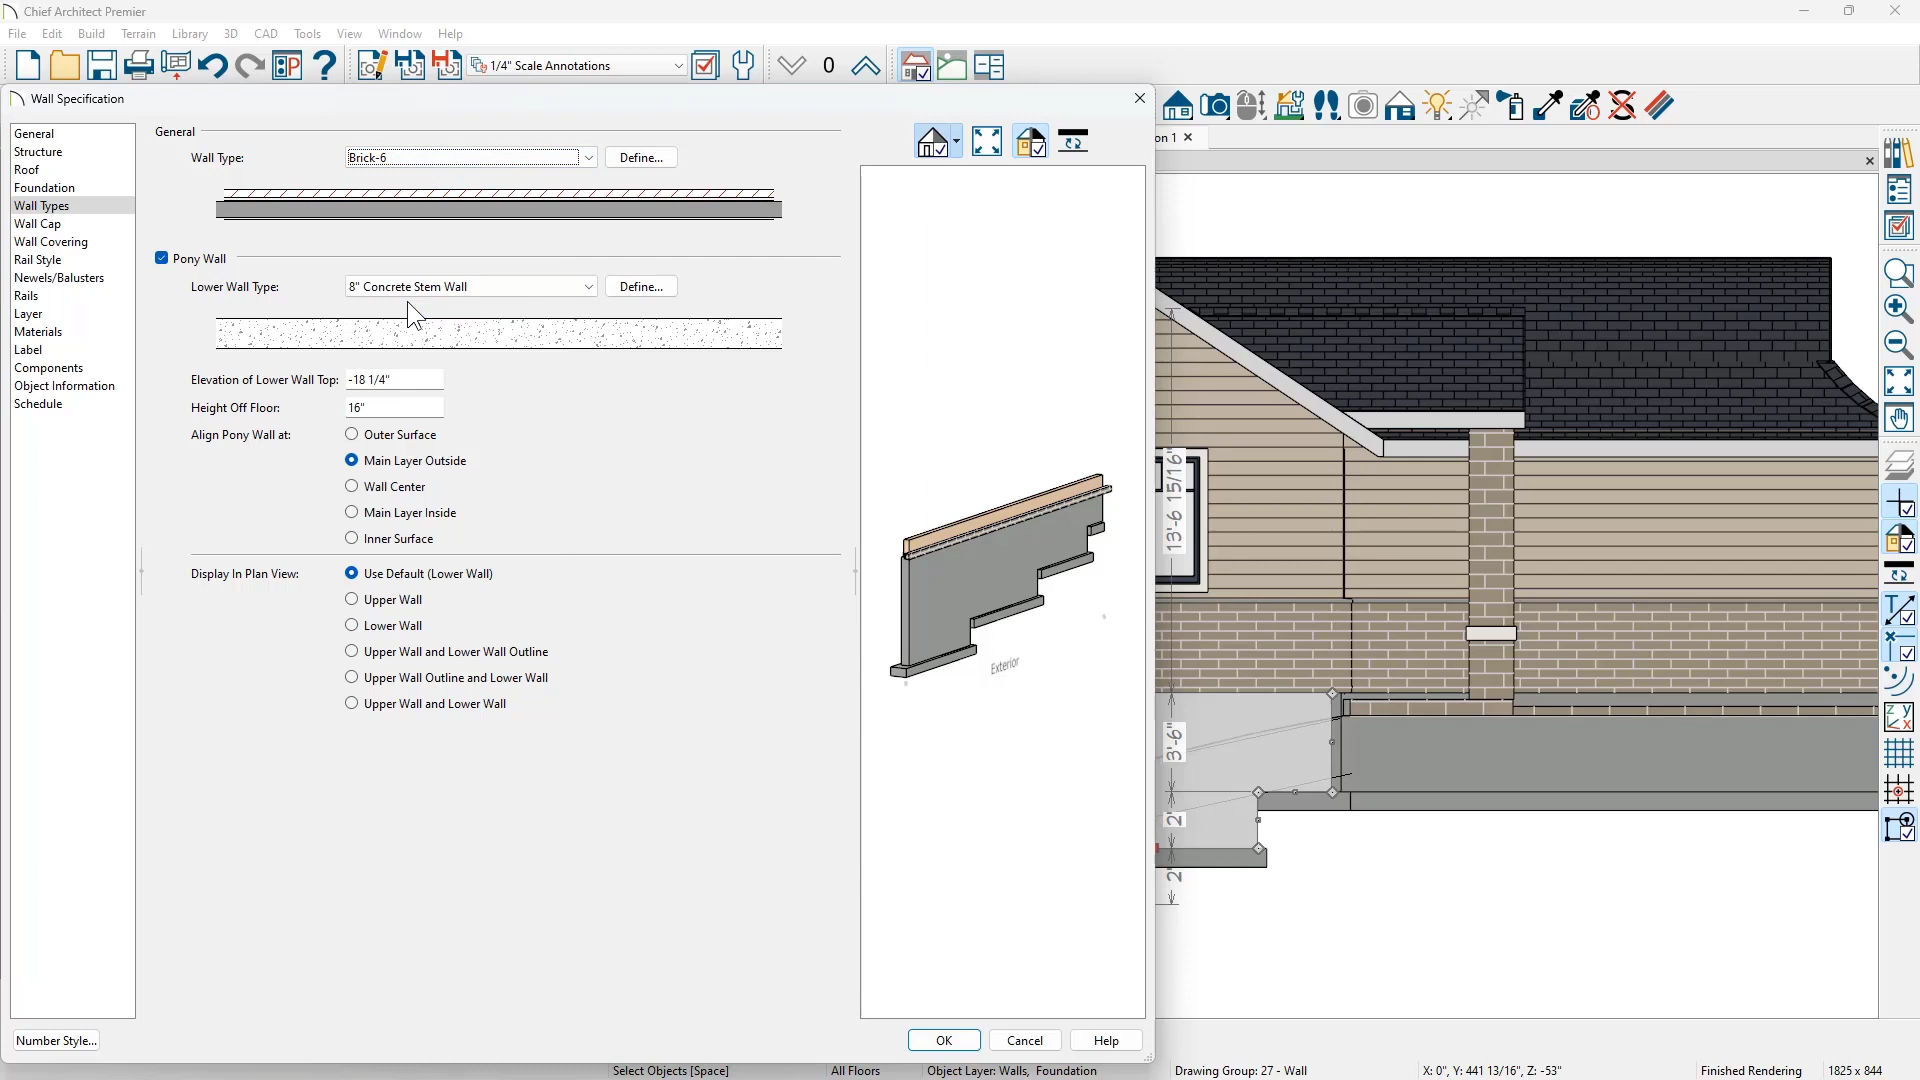 Chief Architect Premier
File Edit Build Terrain Library 3D CAD Tools View Window Help
1/4" Scale Annotations
0
Wall Specification
on 1
General
Structure
Roof
Foundation
Wall Types
Wall Cap
Wall Covering
Rail Style
Newels/Balusters
Rails
Layer
Materials
Label
Components
Object Information
Schedule
General
Wall Type: Brick-6 Define...
Pony Wall
Lower Wall Type: 8" Concrete Stem Wall Define...
Elevation of Lower Wall Top: -18 1/4"
Height Off Floor: 16"
Align Pony Wall at: Outer Surface
Main Layer Outside
Wall Center
Main Layer Inside
Inner Surface
Display In Plan View: Use Default (Lower Wall)
Upper Wall
Lower Wall
Upper Wall and Lower Wall Outline
Upper Wall Outline and Lower Wall
Upper Wall and Lower Wall
Exterior
13'-6 15/16"
3'-6"
2'
2'
Number Style... OK Cancel Help
Select Objects [Space] All Floors Object Layer: Walls, Foundation Drawing Group: 27 - Wall X: 0", Y: 441 13/16", Z: -53" Finished Rendering 1825 x 844